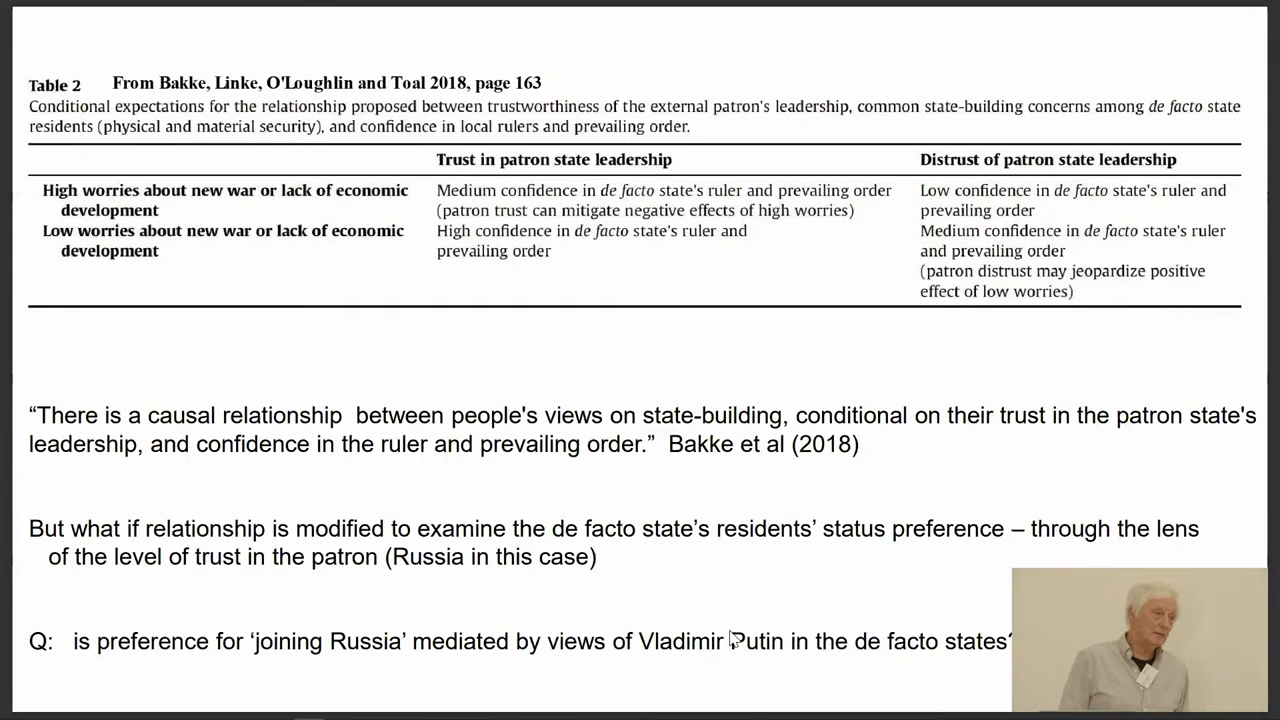 Table 2 From Bakke, Linke, O'Loughlin and Toal 2018, page 163
Conditional expectations for the relationship proposed between trustworthiness of the external patron's leadership, common state-building concerns among de facto state
residents (physical and material security), and confidence in local rulers and prevailing order.
Trust in patron state leadership Distrust of patron state leadership
High worries about new war or lack of economic Medium confidence in de facto state's ruler and prevailing order Low confidence in de facto state's ruler and
development (patron trust can mitigate negative effects of high worries) prevailing order
Low worries about new war or lack of economic High confidence in de facto state's ruler and Medium confidence in de facto state's ruler
development prevailing order and prevailing order
(patron distrust may jeopardize positive
effect of low worries)
“There is a causal relationship between people's views on state-building, conditional on their trust in the patron state's
leadership, and confidence in the ruler and prevailing order.” Bakke et al (2018)
But what if relationship is modified to examine the de facto state’s residents’ status preference – through the lens
of the level of trust in the patron (Russia in this case)
Q: is preference for ‘joining Russia’ mediated by views of Vladimir Putin in the de facto states?